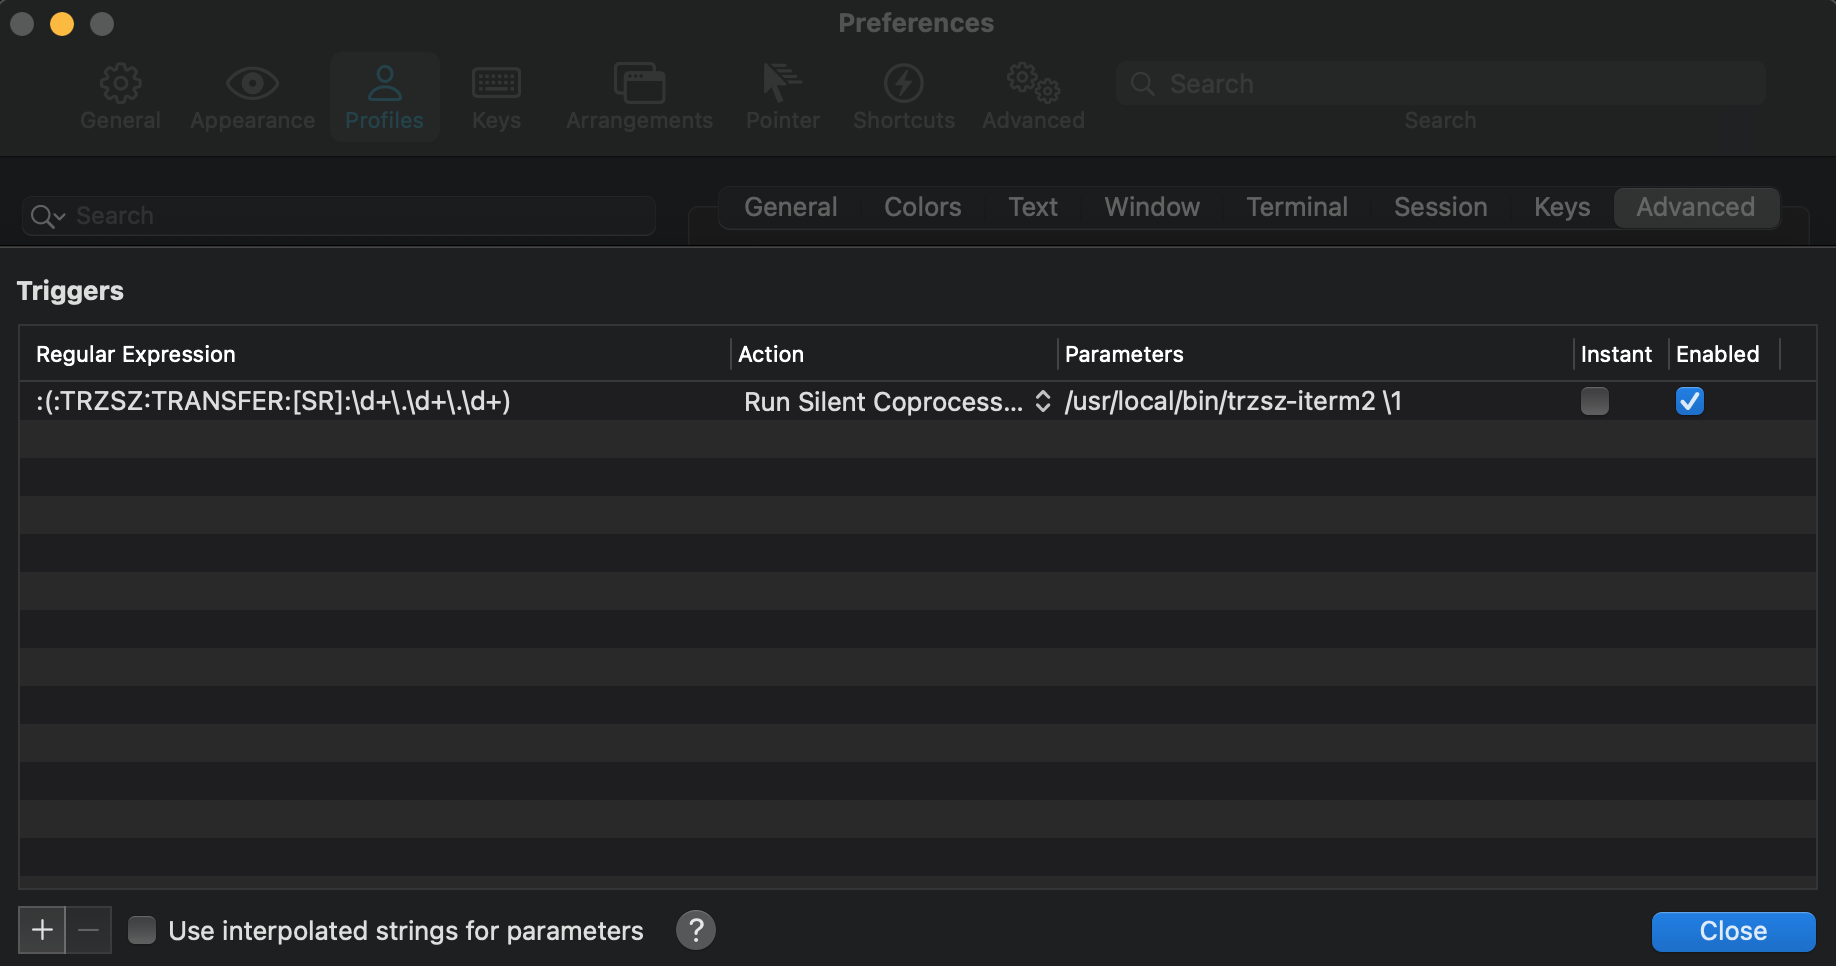 Preferences
General Appearance Profiles Keys Arrangements Pointer Shortcuts Advanced Search
Search
Search
General Colors Text Window Terminal Session Keys Advanced
Triggers
Regular Expression Action Parameters Instant Enabled
:(:TRZSZ:TRANSFER:[SR]:\d+\.\d+\.\d+) Run Silent Coprocess... /usr/local/bin/trzsz-iterm2 \1
+ − Use interpolated strings for parameters ? Close